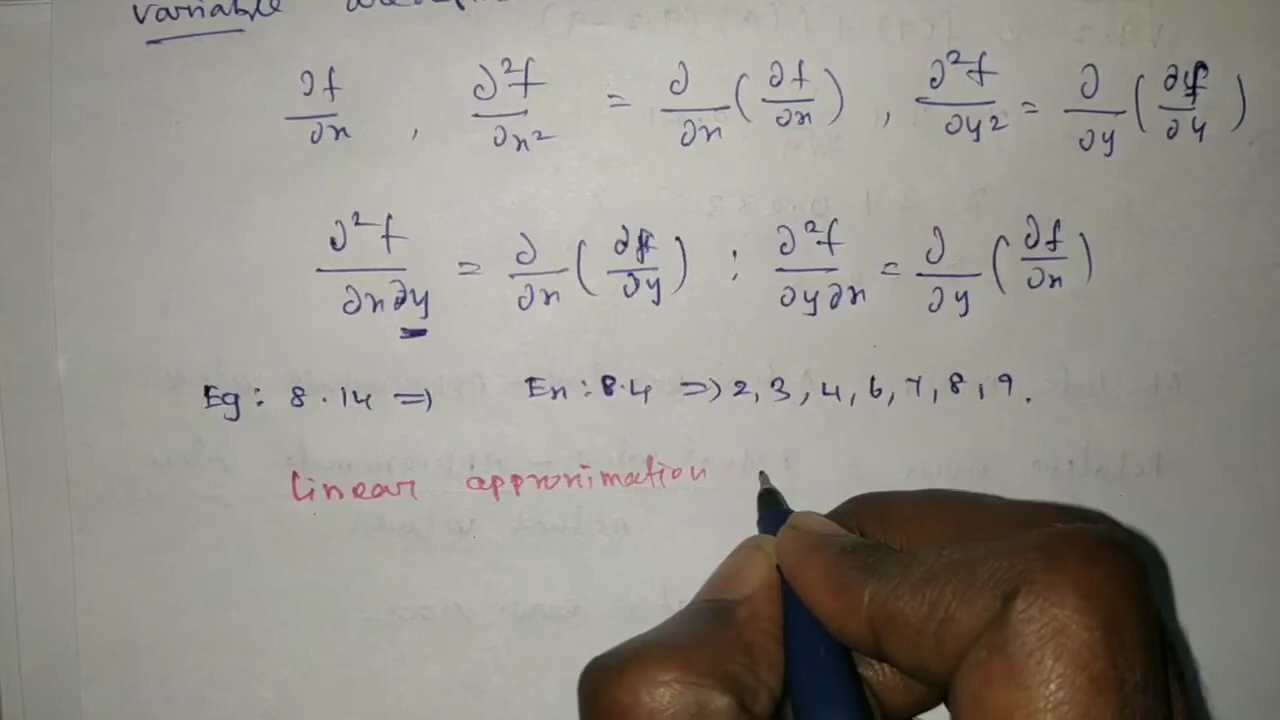 variable
∂f/∂x , ∂²f/∂x² = ∂/∂x (∂f/∂x) , ∂²f/∂y² = ∂/∂y (∂f/∂y)
∂²f/∂x∂y = ∂/∂x (∂f/∂y) ; ∂²f/∂y∂x = ∂/∂y (∂f/∂x)
Eg: 8.14 => Ex: 8.4 => 2, 3, 4, 6, 7, 8, 9.
Linear approximation